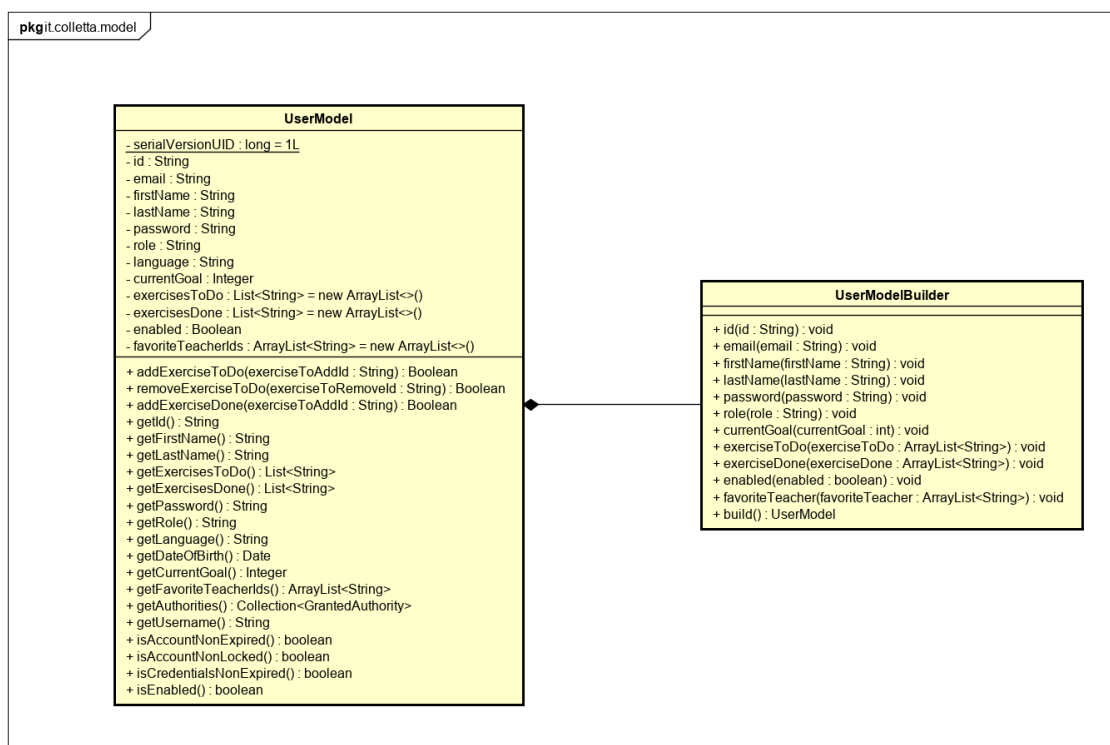 pkg it.colletta.model
UserModel
- serialVersionUID : long = 1L
- id : String
- email : String
- firstName : String
- lastName : String
- password : String
- role : String
- language : String
- currentGoal : Integer
- exercisesToDo : List<String> = new ArrayList<>()
- exercisesDone : List<String> = new ArrayList<>()
- enabled : Boolean
- favoriteTeacherIds : ArrayList<String> = new ArrayList<>()
+ addExerciseToDo(exerciseToAddId : String) : Boolean
+ removeExerciseToDo(exerciseToRemoveId : String) : Boolean
+ addExerciseDone(exerciseToAddId : String) : Boolean
+ getId() : String
+ getFirstName() : String
+ getLastName() : String
+ getExercisesToDo() : List<String>
+ getExercisesDone() : List<String>
+ getPassword() : String
+ getRole() : String
+ getLanguage() : String
+ getDateOfBirth() : Date
+ getCurrentGoal() : Integer
+ getFavoriteTeacherIds() : ArrayList<String>
+ getAuthorities() : Collection<GrantedAuthority>
+ getUsername() : String
+ isAccountNonExpired() : boolean
+ isAccountNonLocked() : boolean
+ isCredentialsNonExpired() : boolean
+ isEnabled() : boolean
UserModelBuilder
+ id(id : String) : void
+ email(email : String) : void
+ firstName(firstName : String) : void
+ lastName(lastName : String) : void
+ password(password : String) : void
+ role(role : String) : void
+ currentGoal(currentGoal : int) : void
+ exerciseToDo(exerciseToDo : ArrayList<String>) : void
+ exerciseDone(exerciseDone : ArrayList<String>) : void
+ enabled(enabled : boolean) : void
+ favoriteTeacher(favoriteTeacher : ArrayList<String>) : void
+ build() : UserModel